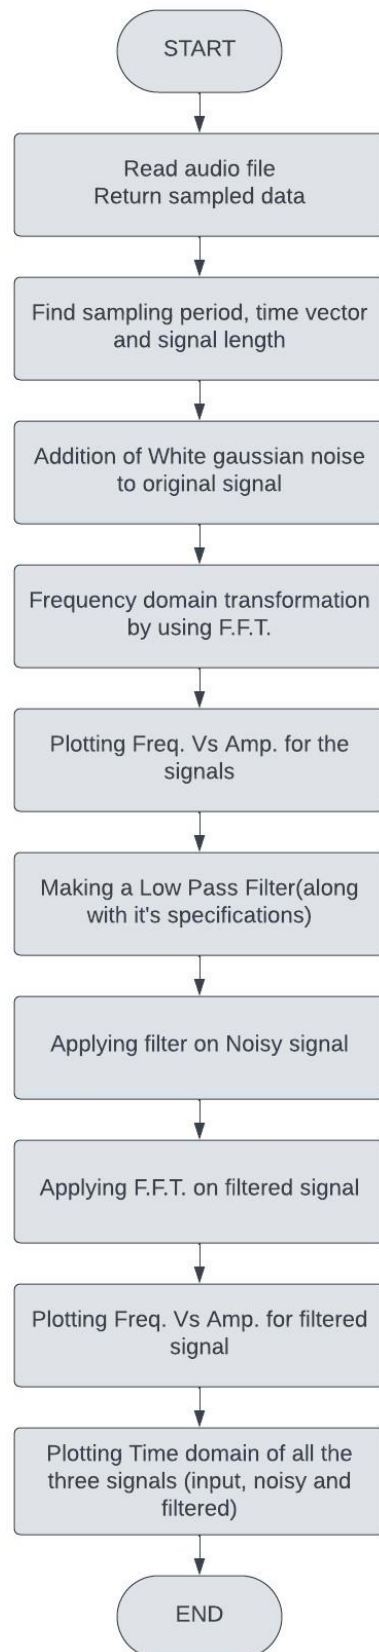 START
Read audio file
Return sampled data
Find sampling period, time vector
and signal length
Addition of White gaussian noise
to original signal
Frequency domain transformation
by using F.F.T.
Plotting Freq. Vs Amp. for the
signals
Making a Low Pass Filter(along
with it's specifications)
Applying filter on Noisy signal
Applying F.F.T. on filtered signal
Plotting Freq. Vs Amp. for filtered
signal
Plotting Time domain of all the
three signals (input, noisy and
filtered)
END